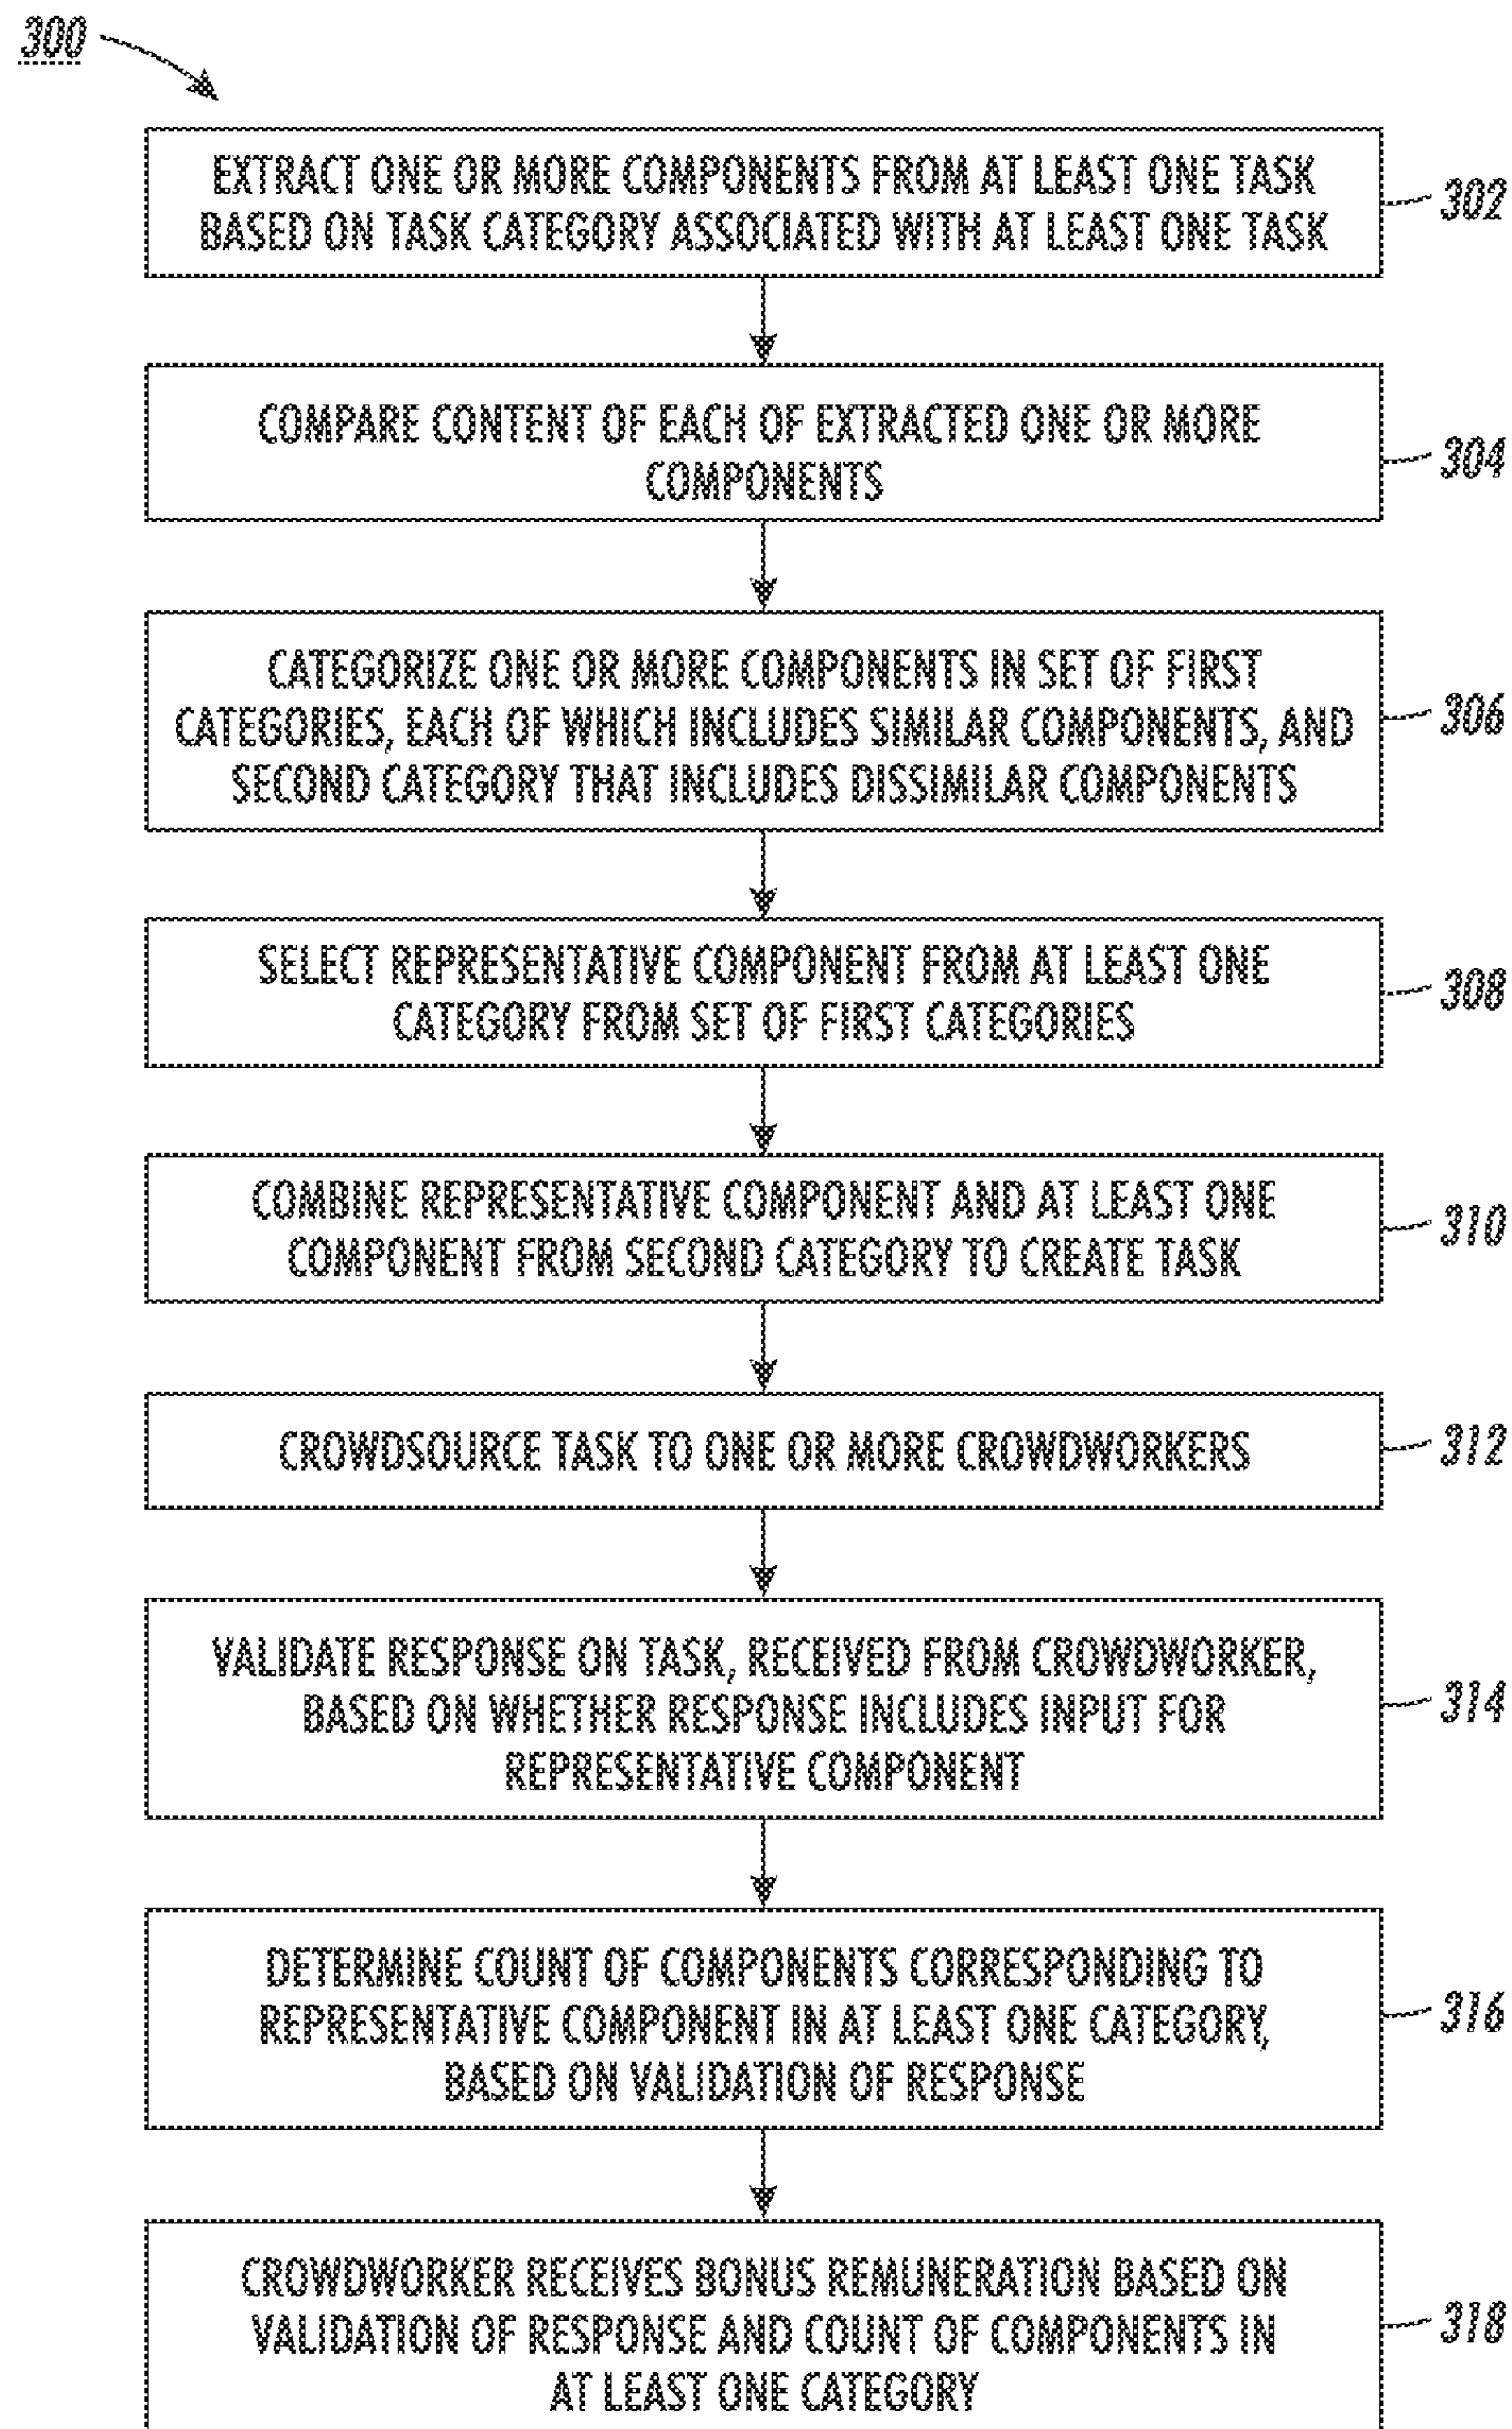 300
EXTRACT ONE OR MORE COMPONENTS FROM AT LEAST ONE TASK
BASED ON TASK CATEGORY ASSOCIATED WITH AT LEAST ONE TASK
302
COMPARE CONTENT OF EACH OF EXTRACTED ONE OR MORE
COMPONENTS
304
CATEGORIZE ONE OR MORE COMPONENTS IN SET OF FIRST
CATEGORIES, EACH OF WHICH INCLUDES SIMILAR COMPONENTS, AND
SECOND CATEGORY THAT INCLUDES DISSIMILAR COMPONENTS
306
SELECT REPRESENTATIVE COMPONENT FROM AT LEAST ONE
CATEGORY FROM SET OF FIRST CATEGORIES
308
COMBINE REPRESENTATIVE COMPONENT AND AT LEAST ONE
COMPONENT FROM SECOND CATEGORY TO CREATE TASK
310
CROWDSOURCE TASK TO ONE OR MORE CROWDWORKERS
312
VALIDATE RESPONSE ON TASK, RECEIVED FROM CROWDWORKER,
BASED ON WHETHER RESPONSE INCLUDES INPUT FOR
REPRESENTATIVE COMPONENT
314
DETERMINE COUNT OF COMPONENTS CORRESPONDING TO
REPRESENTATIVE COMPONENT IN AT LEAST ONE CATEGORY,
BASED ON VALIDATION OF RESPONSE
316
CROWDWORKER RECEIVES BONUS REMUNERATION BASED ON
VALIDATION OF RESPONSE AND COUNT OF COMPONENTS IN
AT LEAST ONE CATEGORY
318